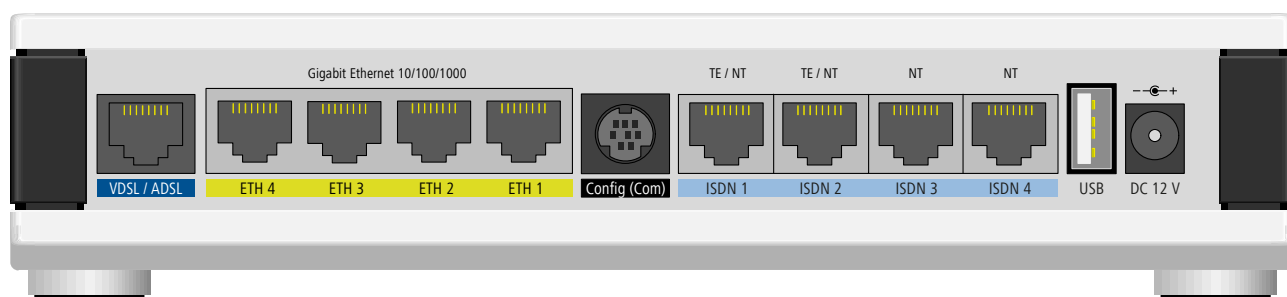 Gigabit Ethernet 10/100/1000
TE / NT
TE / NT
NT
NT
- +
VDSL / ADSL
ETH 4
ETH 3
ETH 2
ETH 1
Config (Com)
ISDN 1
ISDN 2
ISDN 3
ISDN 4
USB
DC 12 V